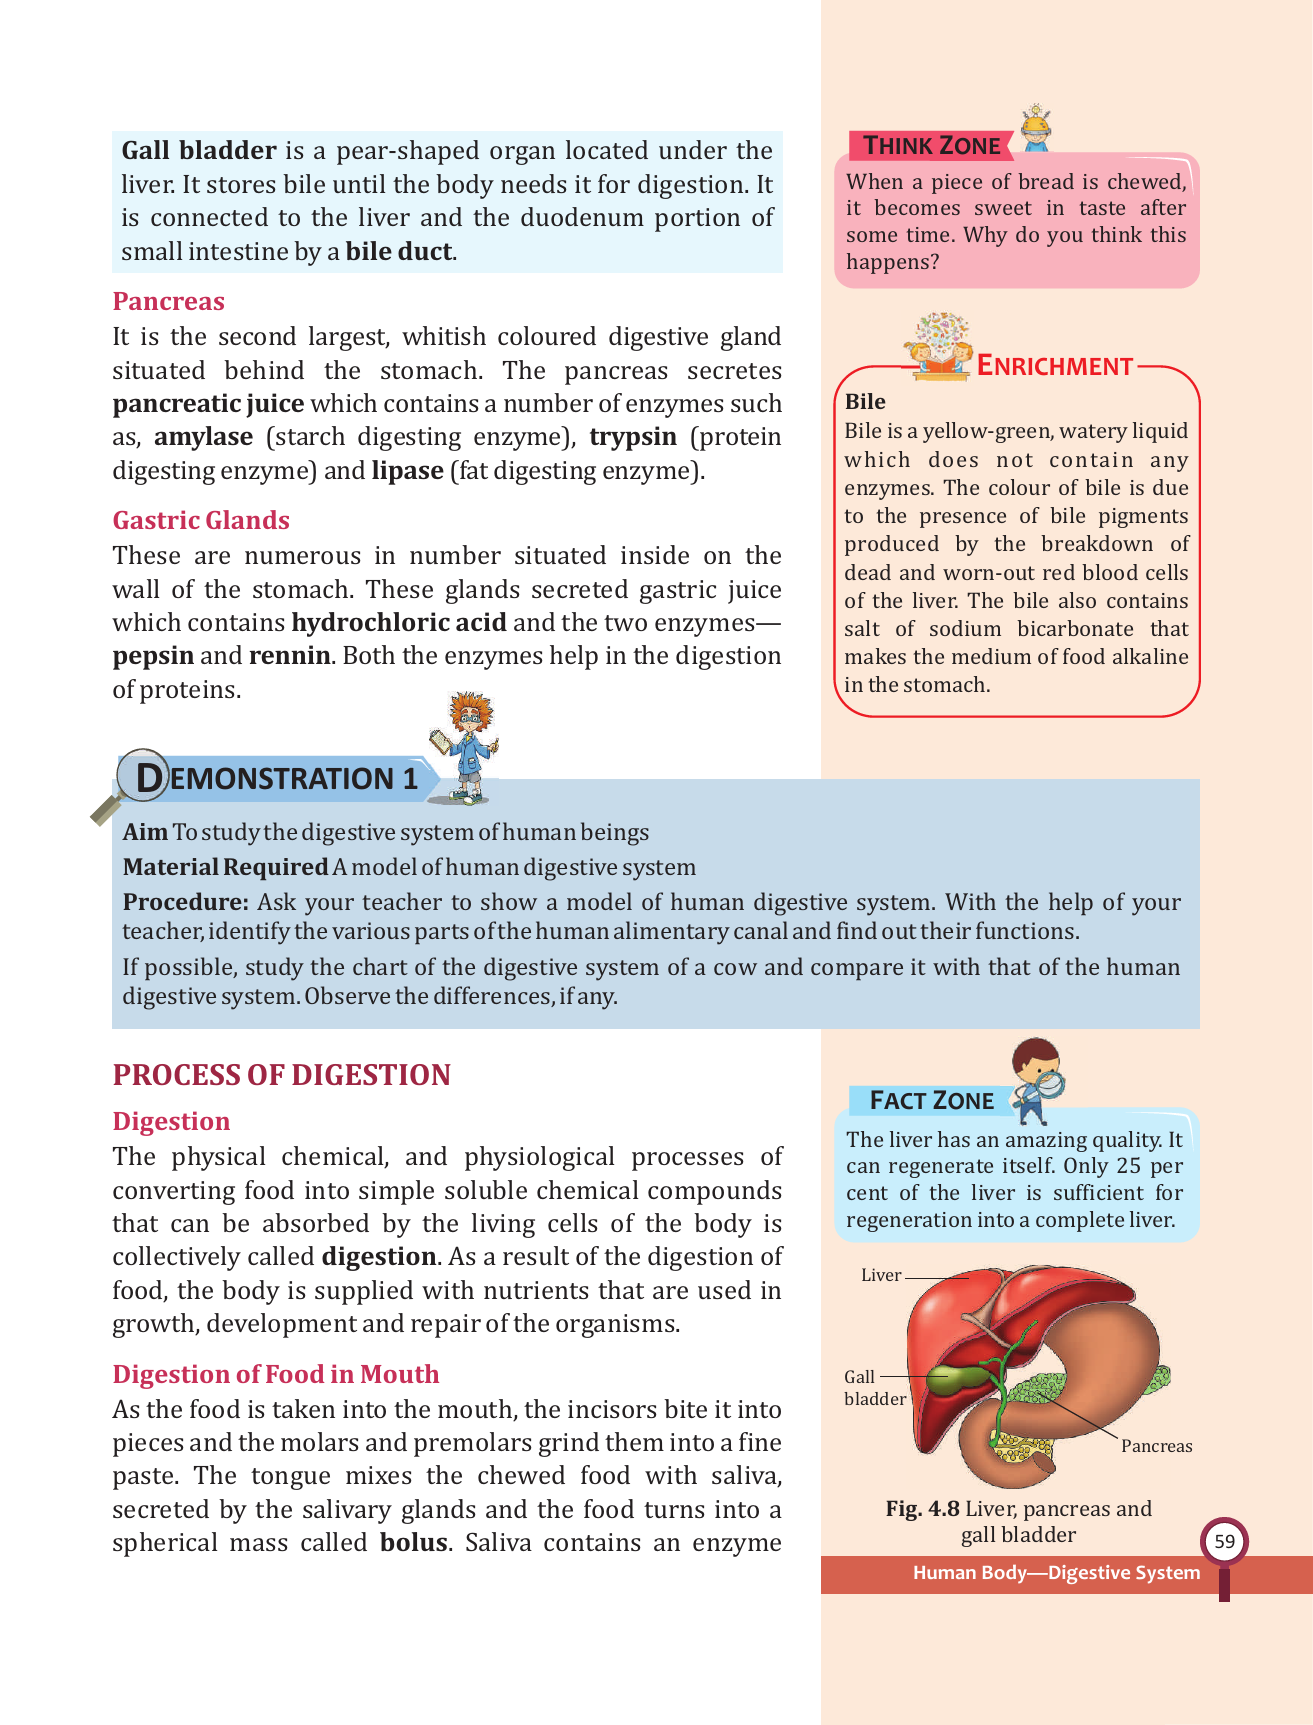 Gall bladder is a pear-shaped organ located under the
liver. It stores bile until the body needs it for digestion. It
is connected to the liver and the duodenum portion of
small intestine by a bile duct.
Pancreas
It is the second largest, whitish coloured digestive gland
situated behind the stomach. The pancreas secretes
pancreatic juice which contains a number of enzymes such
as, amylase (starch digesting enzyme), trypsin (protein
digesting enzyme) and lipase (fat digesting enzyme).
Gastric Glands
These are numerous in number situated inside on the
wall of the stomach. These glands secreted gastric juice
which contains hydrochloric acid and the two enzymes—
pepsin and rennin. Both the enzymes help in the digestion
of proteins.
THINK ZONE
When a piece of bread is chewed,
it becomes sweet in taste after
some time. Why do you think this
happens?
ENRICHMENT
Bile
Bile is a yellow-green, watery liquid
which does not contain any
enzymes. The colour of bile is due
to the presence of bile pigments
produced by the breakdown of
dead and worn-out red blood cells
of the liver. The bile also contains
salt of sodium bicarbonate that
makes the medium of food alkaline
in the stomach.
DEMONSTRATION 1
Aim To study the digestive system of human beings
Material Required A model of human digestive system
Procedure: Ask your teacher to show a model of human digestive system. With the help of your
teacher, identify the various parts of the human alimentary canal and find out their functions.
If possible, study the chart of the digestive system of a cow and compare it with that of the human
digestive system. Observe the differences, if any.
PROCESS OF DIGESTION
Digestion
The physical chemical, and physiological processes of
converting food into simple soluble chemical compounds
that can be absorbed by the living cells of the body is
collectively called digestion. As a result of the digestion of
food, the body is supplied with nutrients that are used in
growth, development and repair of the organisms.
Digestion of Food in Mouth
As the food is taken into the mouth, the incisors bite it into
pieces and the molars and premolars grind them into a fine
paste. The tongue mixes the chewed food with saliva,
secreted by the salivary glands and the food turns into a
spherical mass called bolus. Saliva contains an enzyme
FACT ZONE
The liver has an amazing quality. It
can regenerate itself. Only 25 per
cent of the liver is sufficient for
regeneration into a complete liver.
Liver
Gall
bladder
Pancreas
Fig. 4.8 Liver, pancreas and
gall bladder
59
Human Body—Digestive System